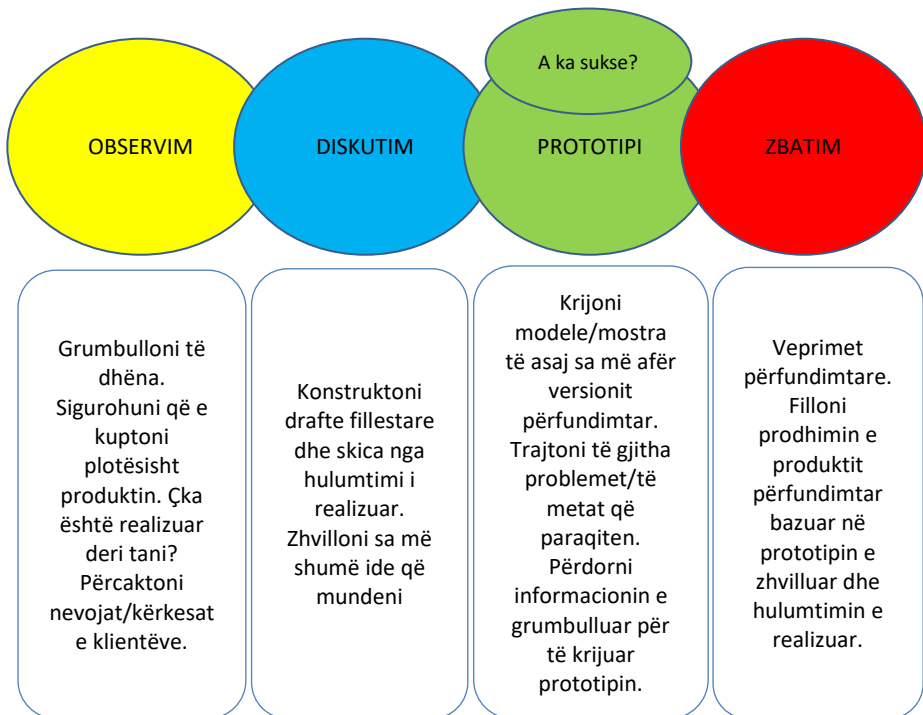 A ka sukse?
OBSERVIM
DISKUTIM
PROTOTIPI
ZBATIM
Grumbulloni të
dhëna.
Sigurohuni që e
kuptoni
plotësisht
produktin. Çka
është realizuar
deri tani?
Përcaktoni
nevojat/kërkesat
e klientëve.
Konstruktoni
drafte fillestare
dhe skica nga
hulumtimi i
realizuar.
Zhvilloni sa më
shumë ide që
mundeni
Krijoni
modele/mostra
të asaj sa më afër
versionit
përfundimtar.
Trajtoni të gjitha
problemet/të
metat që
paraqiten.
Përdorni
informacionin e
grumbulluar për
të krijuar
prototipin.
Veprimet
përfundimtare.
Filloni
prodhimin e
produktit
përfundimtar
bazuar në
prototipin e
zhvilluar dhe
hulumtimin e
realizuar.